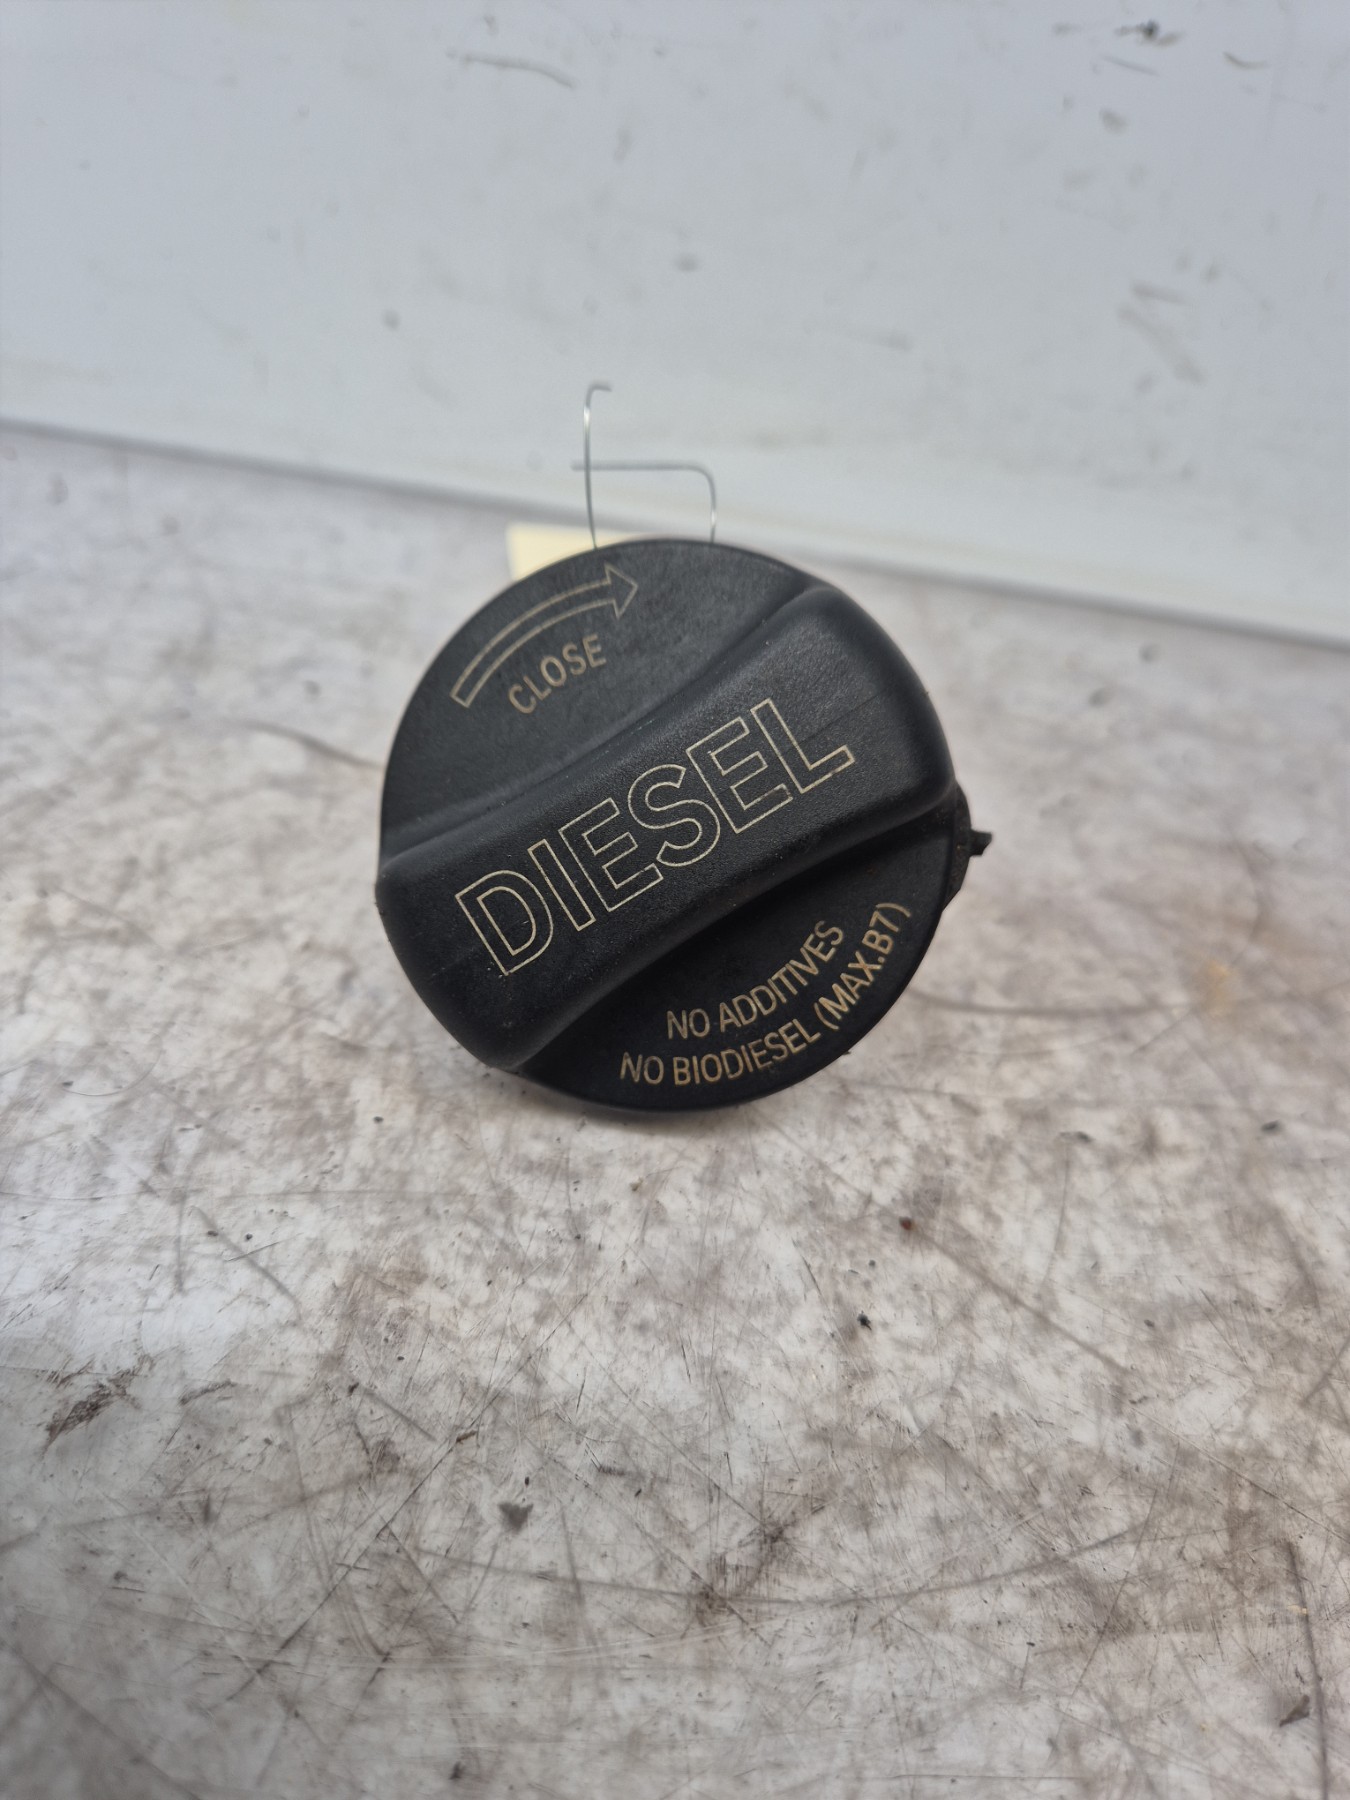 CLOSE
DIESEL
NO ADDITIVES
NO BIODIESEL (MAX.B7)